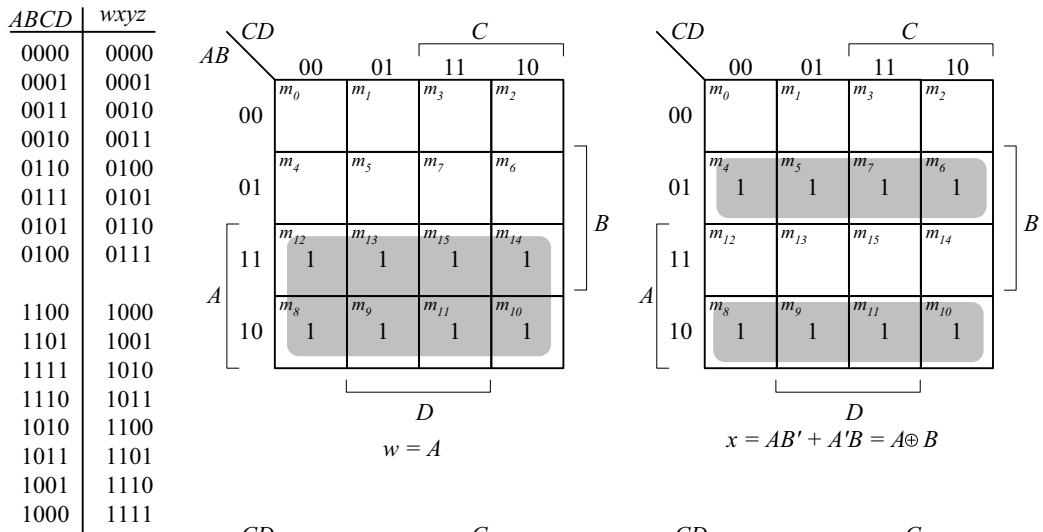 ABCD wxyz
0000 0000
0001 0001
0011 0010
0010 0011
0110 0100
0111 0101
0101 0110
0100 0111
1100 1000
1101 1001
1111 1010
1110 1011
1010 1100
1011 1101
1001 1110
1000 1111
CD C
AB 00 01 11 10
m0 m1 m3 m2
00
m4 m5 m7 m6
01
B
m12 m13 m15 m14
11 1 1 1 1
A
m8 m9 m11 m10
10 1 1 1 1
D
w = A
CD C
AB 00 01 11 10
m0 m1 m3 m2
00
m4 m5 m7 m6
01 1 1 1 1
B
m12 m13 m15 m14
11
A
m8 m9 m11 m10
10 1 1 1 1
D
x = AB' + A'B = A⊕B
CD C CD C